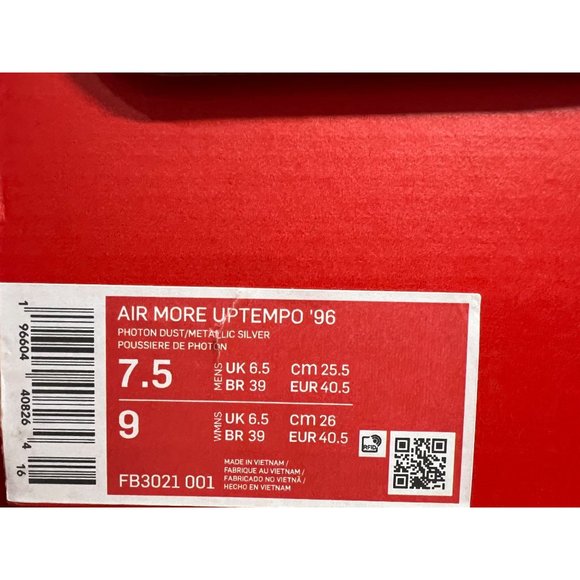 AIR MORE UPTEMPO '96
PHOTON DUST/METALLIC SILVER
POUSSIERE DE PHOTON
7.5 MENS UK 6.5 CM 25.5
BR 39 EUR 40.5
9 WMNS UK 6.5 CM 26
BR 39 EUR 40.5
RFID
FB3021 001
MADE IN VIETNAM /
FABRIQUE AU VIETNAM /
FABRICADO NO VIETNÃ /
HECHO EN VIETNAM
1 96604 40826 4 16